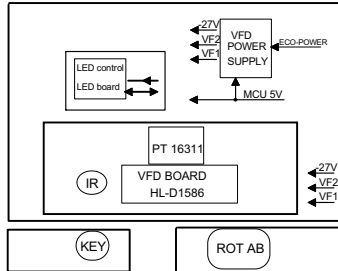 -27V
VF2
VF1
VFD
POWER
SUPPLY
ECO-POWER
LED control
LED board
MCU 5V
PT 16311
IR
VFD BOARD
HL-D1586
-27V
VF2
VF1
KEY
ROT AB